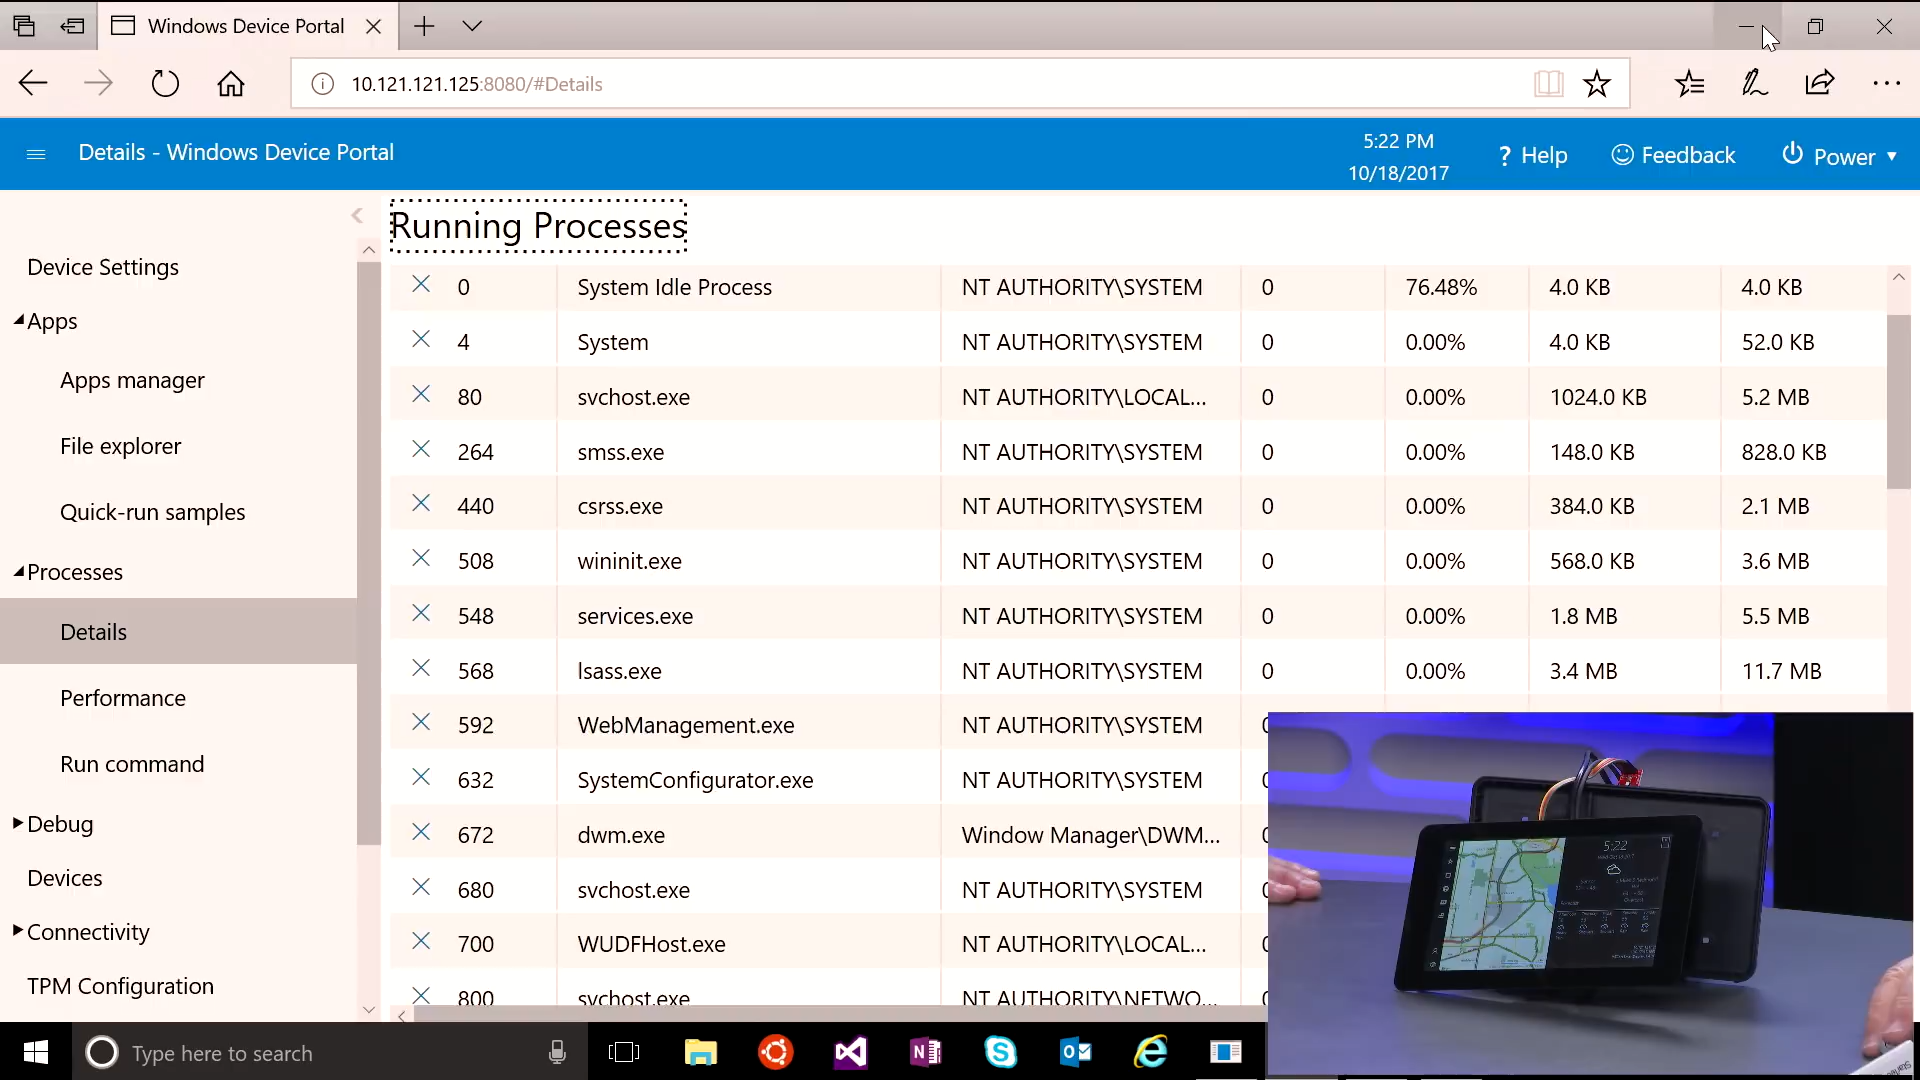 Windows Device Portal
10.121.121.125:8080/#Details
Details - Windows Device Portal
5:22 PM
10/18/2017
? Help
Feedback
Power
Device Settings
Apps
Apps manager
File explorer
Quick-run samples
Processes
Details
Performance
Run command
Debug
Devices
Connectivity
TPM Configuration
Running Processes
0 System Idle Process NT AUTHORITY\SYSTEM 0 76.48% 4.0 KB 4.0 KB
4 System NT AUTHORITY\SYSTEM 0 0.00% 4.0 KB 52.0 KB
80 svchost.exe NT AUTHORITY\LOCAL... 0 0.00% 1024.0 KB 5.2 MB
264 smss.exe NT AUTHORITY\SYSTEM 0 0.00% 148.0 KB 828.0 KB
440 csrss.exe NT AUTHORITY\SYSTEM 0 0.00% 384.0 KB 2.1 MB
508 wininit.exe NT AUTHORITY\SYSTEM 0 0.00% 568.0 KB 3.6 MB
548 services.exe NT AUTHORITY\SYSTEM 0 0.00% 1.8 MB 5.5 MB
568 lsass.exe NT AUTHORITY\SYSTEM 0 0.00% 3.4 MB 11.7 MB
592 WebManagement.exe NT AUTHORITY\SYSTEM 0
632 SystemConfigurator.exe NT AUTHORITY\SYSTEM 0
672 dwm.exe Window Manager\DWM... 0
680 svchost.exe NT AUTHORITY\SYSTEM 0
700 WUDFHost.exe NT AUTHORITY\LOCAL... 0
800 svchost.exe NT AUTHORITY\NETWO... 0
5:22
Type here to search